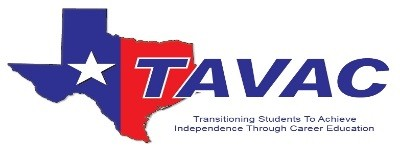 TAVAC
Transitioning Students To Achieve
Independence Through Career Education